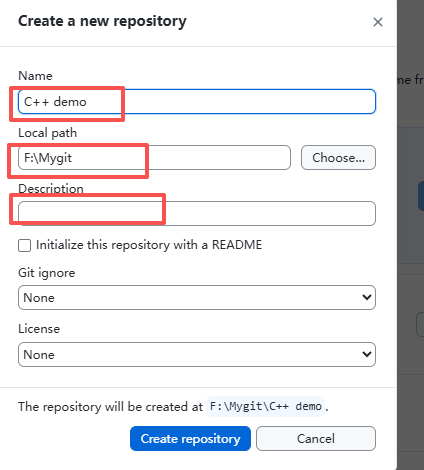 Create a new repository
×
me fr
Name
C++ demo
Local path
F:\Mygit
Choose...
Description
Initialize this repository with a README
Git ignore
None
License
None
The repository will be created at F:\Mygit\C++ demo.
Create repository Cancel